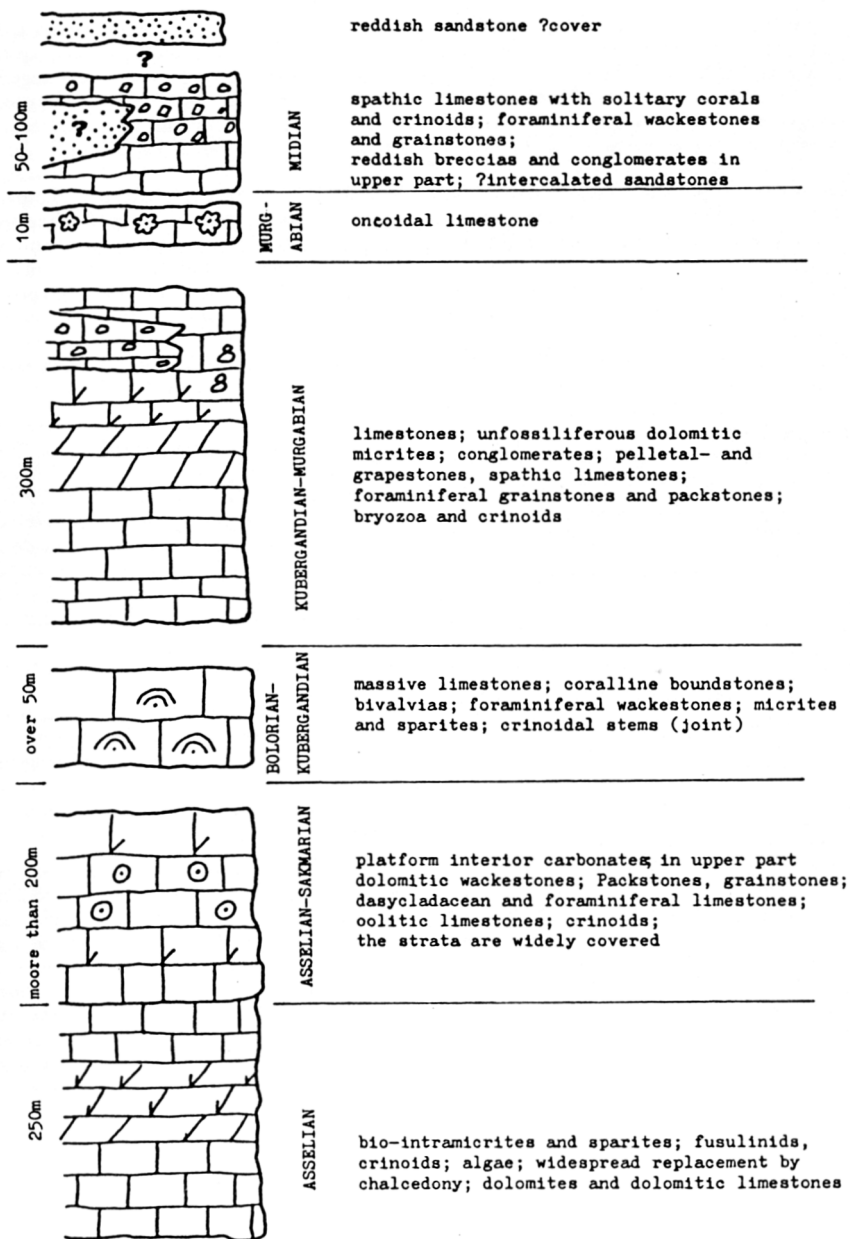 reddish sandstone ?cover
?
?
50-100m
MIDIAN
spathic limestones with solitary corals
and crinoids; foraminiferal wackestones
and grainstones;
reddish breccias and conglomerates in
upper part; ?intercalated sandstones
10m
MURG-
ABIAN
oncoidal limestone
300m
KUBERGANDIAN-MURGABIAN
limestones; unfossiliferous dolomitic
micrites; conglomerates; pelletal- and
grapestones, spathic limestones;
foraminiferal grainstones and packstones;
bryozoa and crinoids
over 50m
BOLORIAN-
KUBERGANDIAN
massive limestones; coralline boundstones;
bivalvias; foraminiferal wackestones; micrites
and sparites; crinoidal stems (joint)
moore than 200m
ASSELIAN-SAKMARIAN
platform interior carbonates; in upper part
dolomitic wackestones; Packstones, grainstones;
dasycladacean and foraminiferal limestones;
oolitic limestones; crinoids;
the strata are widely covered
250m
ASSELIAN
bio-intramicrites and sparites; fusulinids,
crinoids; algae; widespread replacement by
chalcedony; dolomites and dolomitic limestones